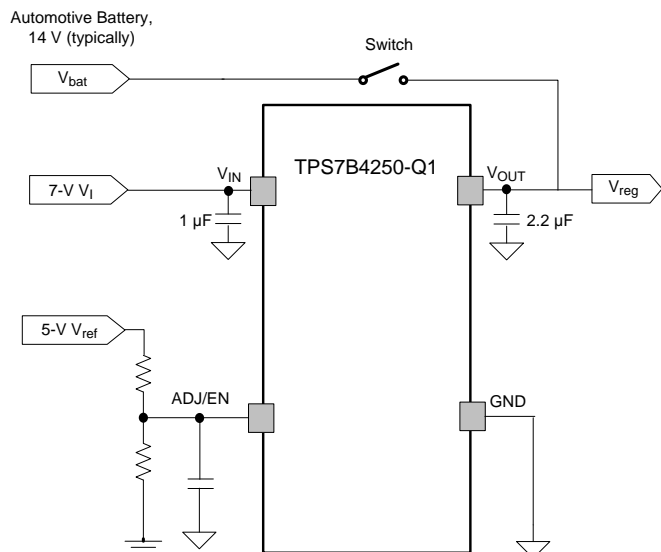 Automotive Battery,
14 V (typically)
Switch
Vbat
TPS7B4250-Q1
VIN
VOUT
7-V VI
Vreg
1 µF
2.2 µF
5-V Vref
ADJ/EN
GND